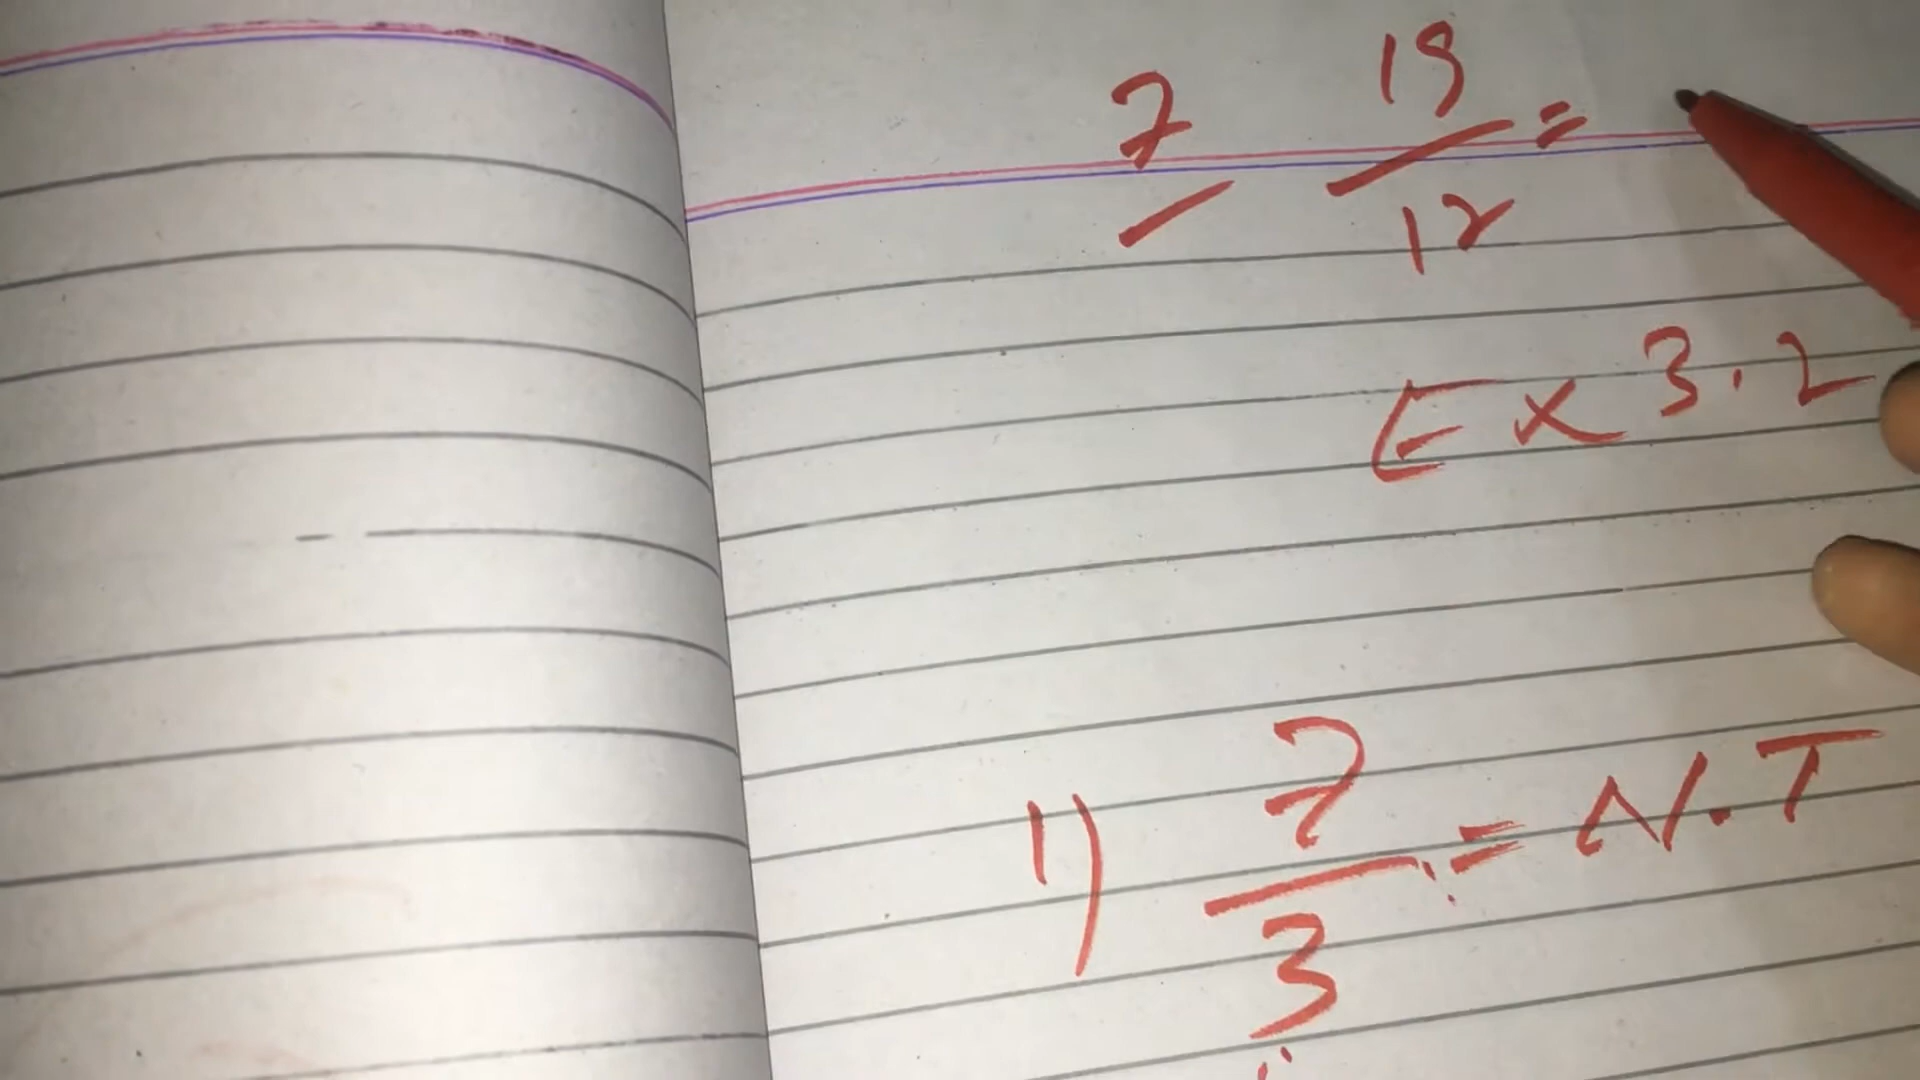 7 19/12 =
Ex 3.2
1) 7/3 = N.T